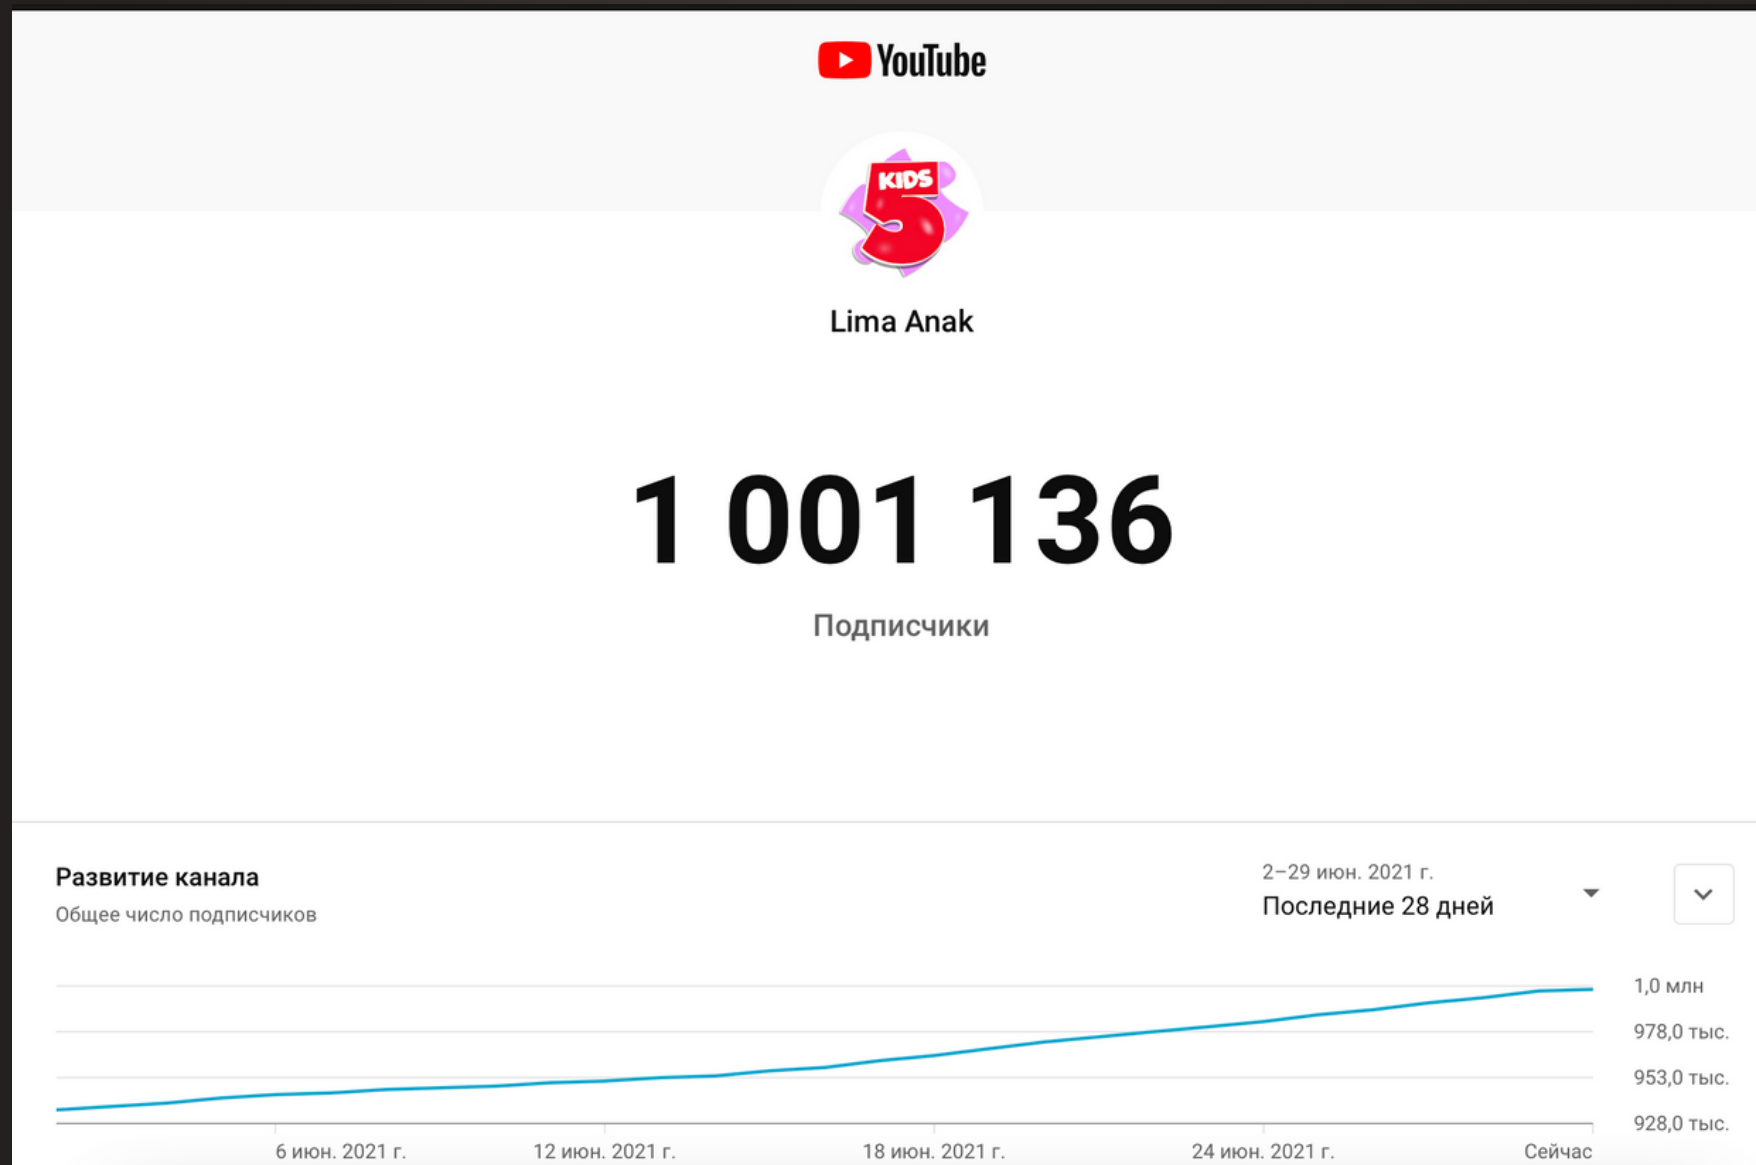 YouTube
KIDS
5
Lima Anak
1 001 136
Подписчики
Развитие канала
Общее число подписчиков
2–29 июн. 2021 г.
Последние 28 дней
1,0 млн
978,0 тыс.
953,0 тыс.
928,0 тыс.
6 июн. 2021 г. 12 июн. 2021 г. 18 июн. 2021 г. 24 июн. 2021 г. Сейчас